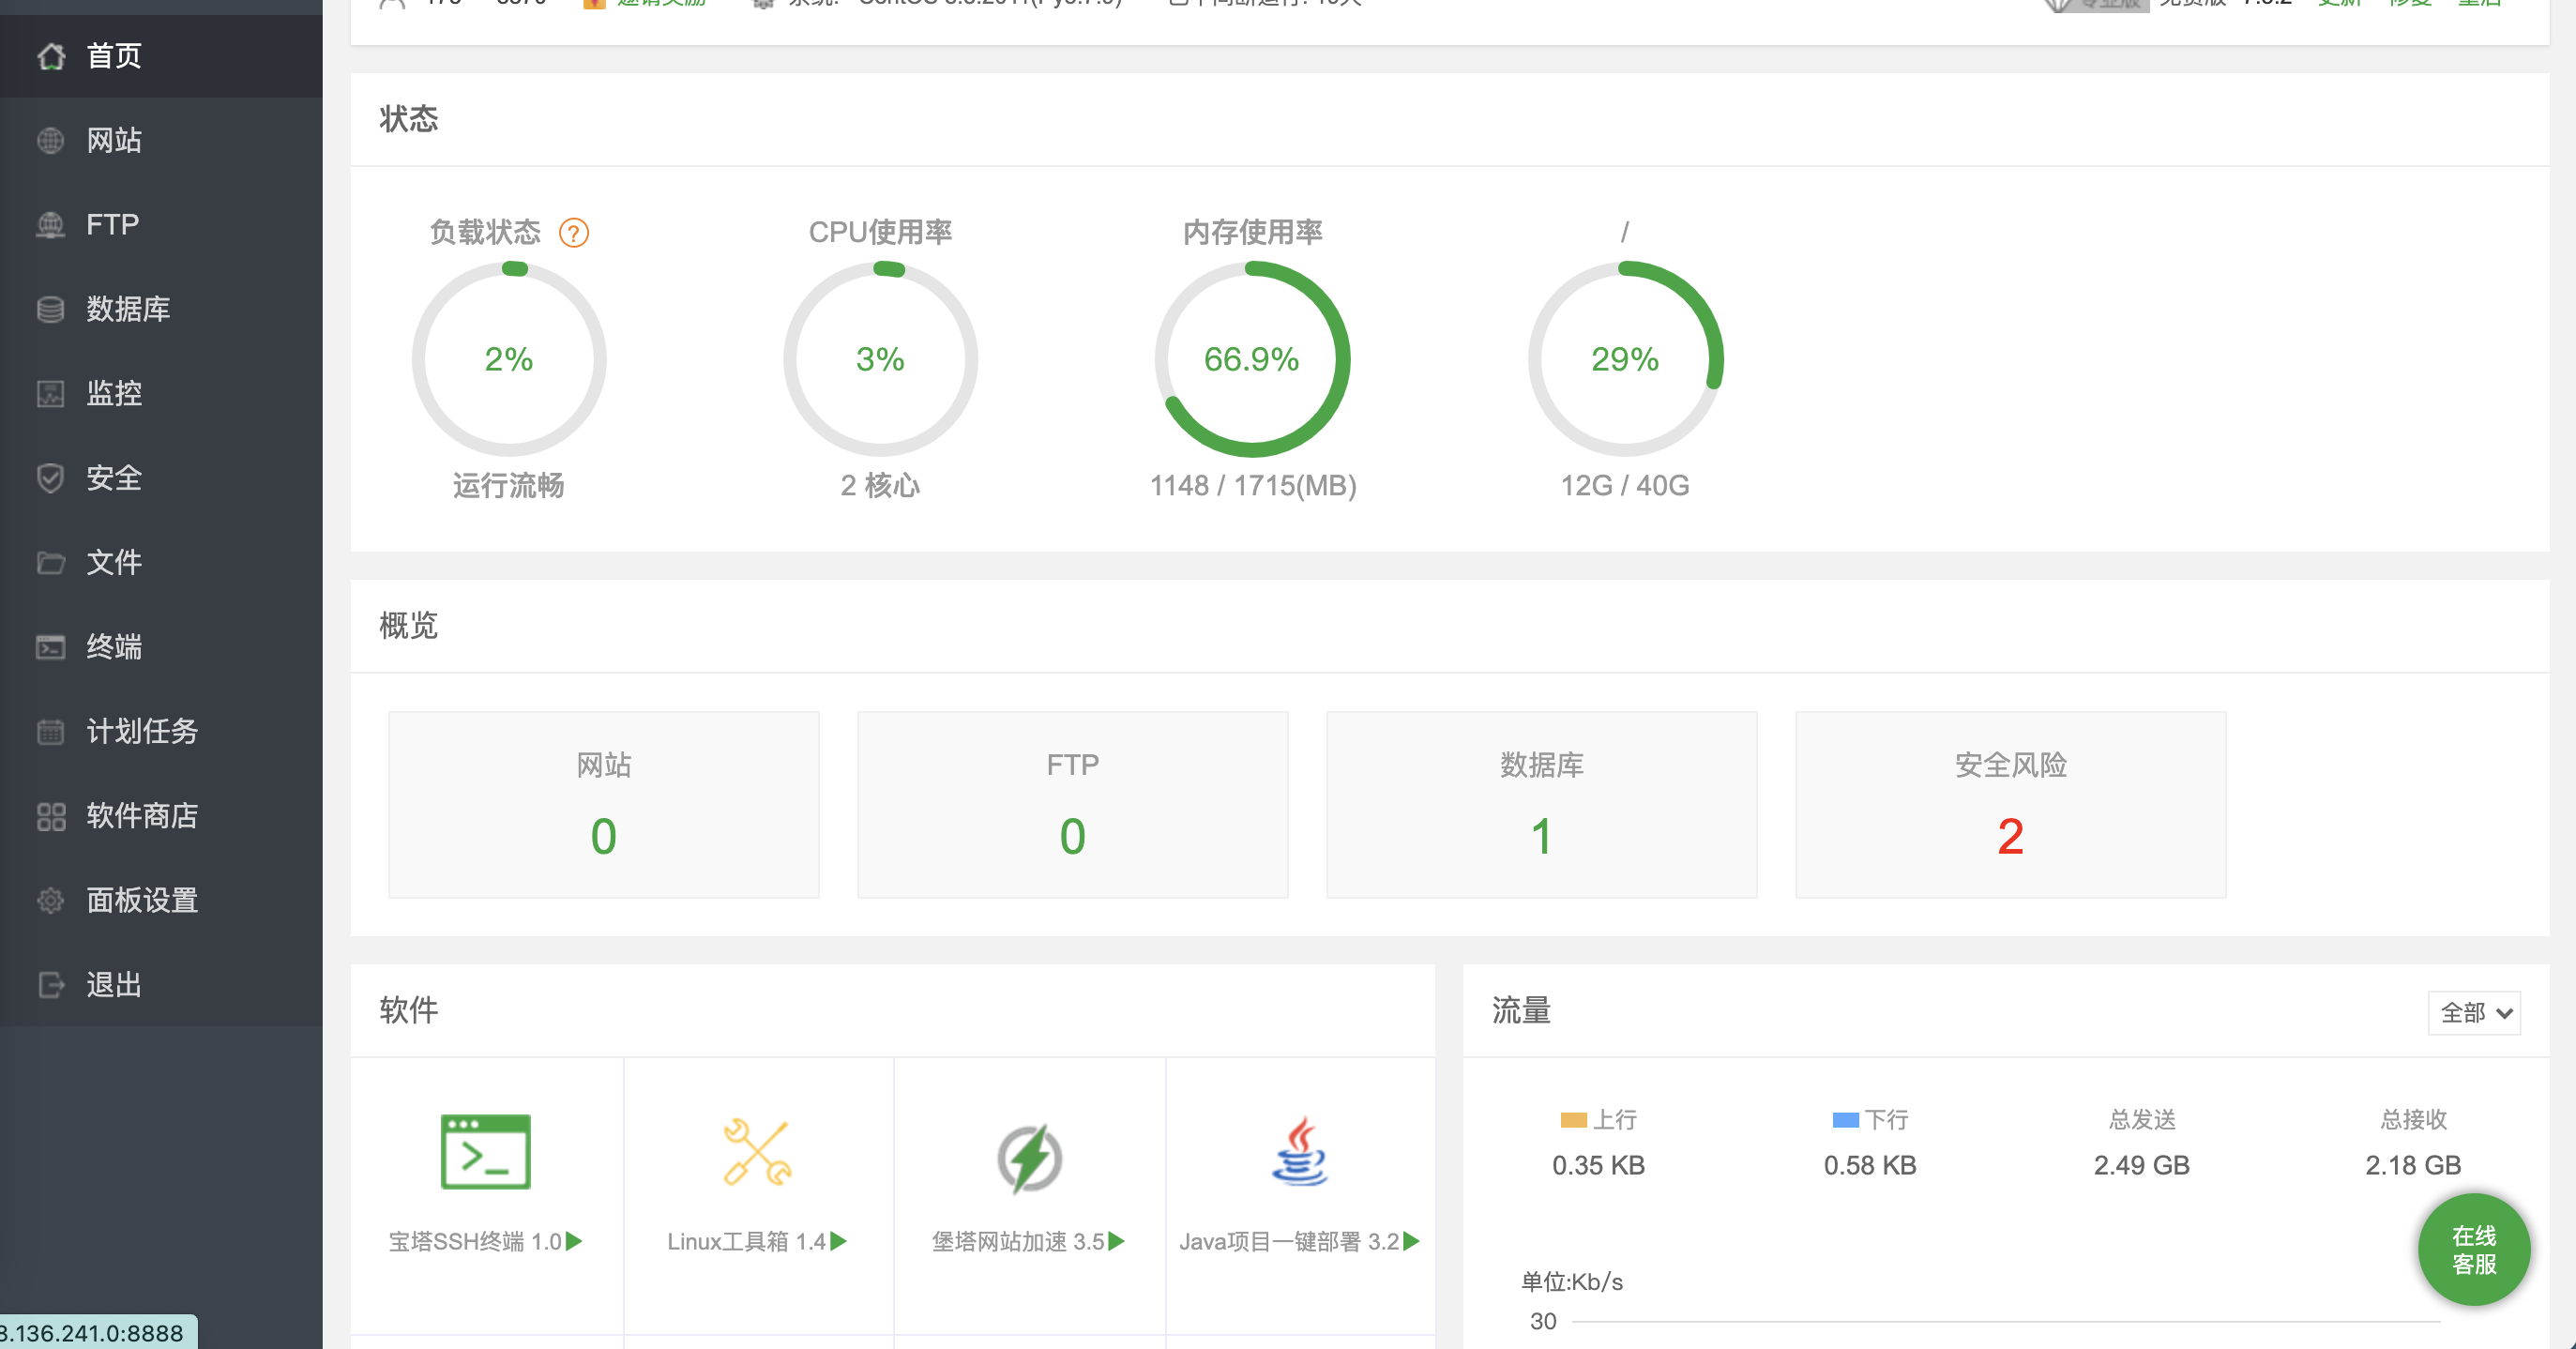 首页
网站
FTP
数据库
监控
安全
文件
终端
计划任务
软件商店
面板设置
退出
状态
负载状态 ?
CPU使用率
内存使用率
/
2%
3%
66.9%
29%
运行流畅
2 核心
1148 / 1715(MB)
12G / 40G
概览
网站
FTP
数据库
安全风险
0
0
1
2
软件
流量
全部
上行
下行
总发送
总接收
0.35 KB
0.58 KB
2.49 GB
2.18 GB
宝塔SSH终端 1.0
Linux工具箱 1.4
堡塔网站加速 3.5
Java项目一键部署 3.2
在线
客服
单位:Kb/s
30
.136.241.0:8888